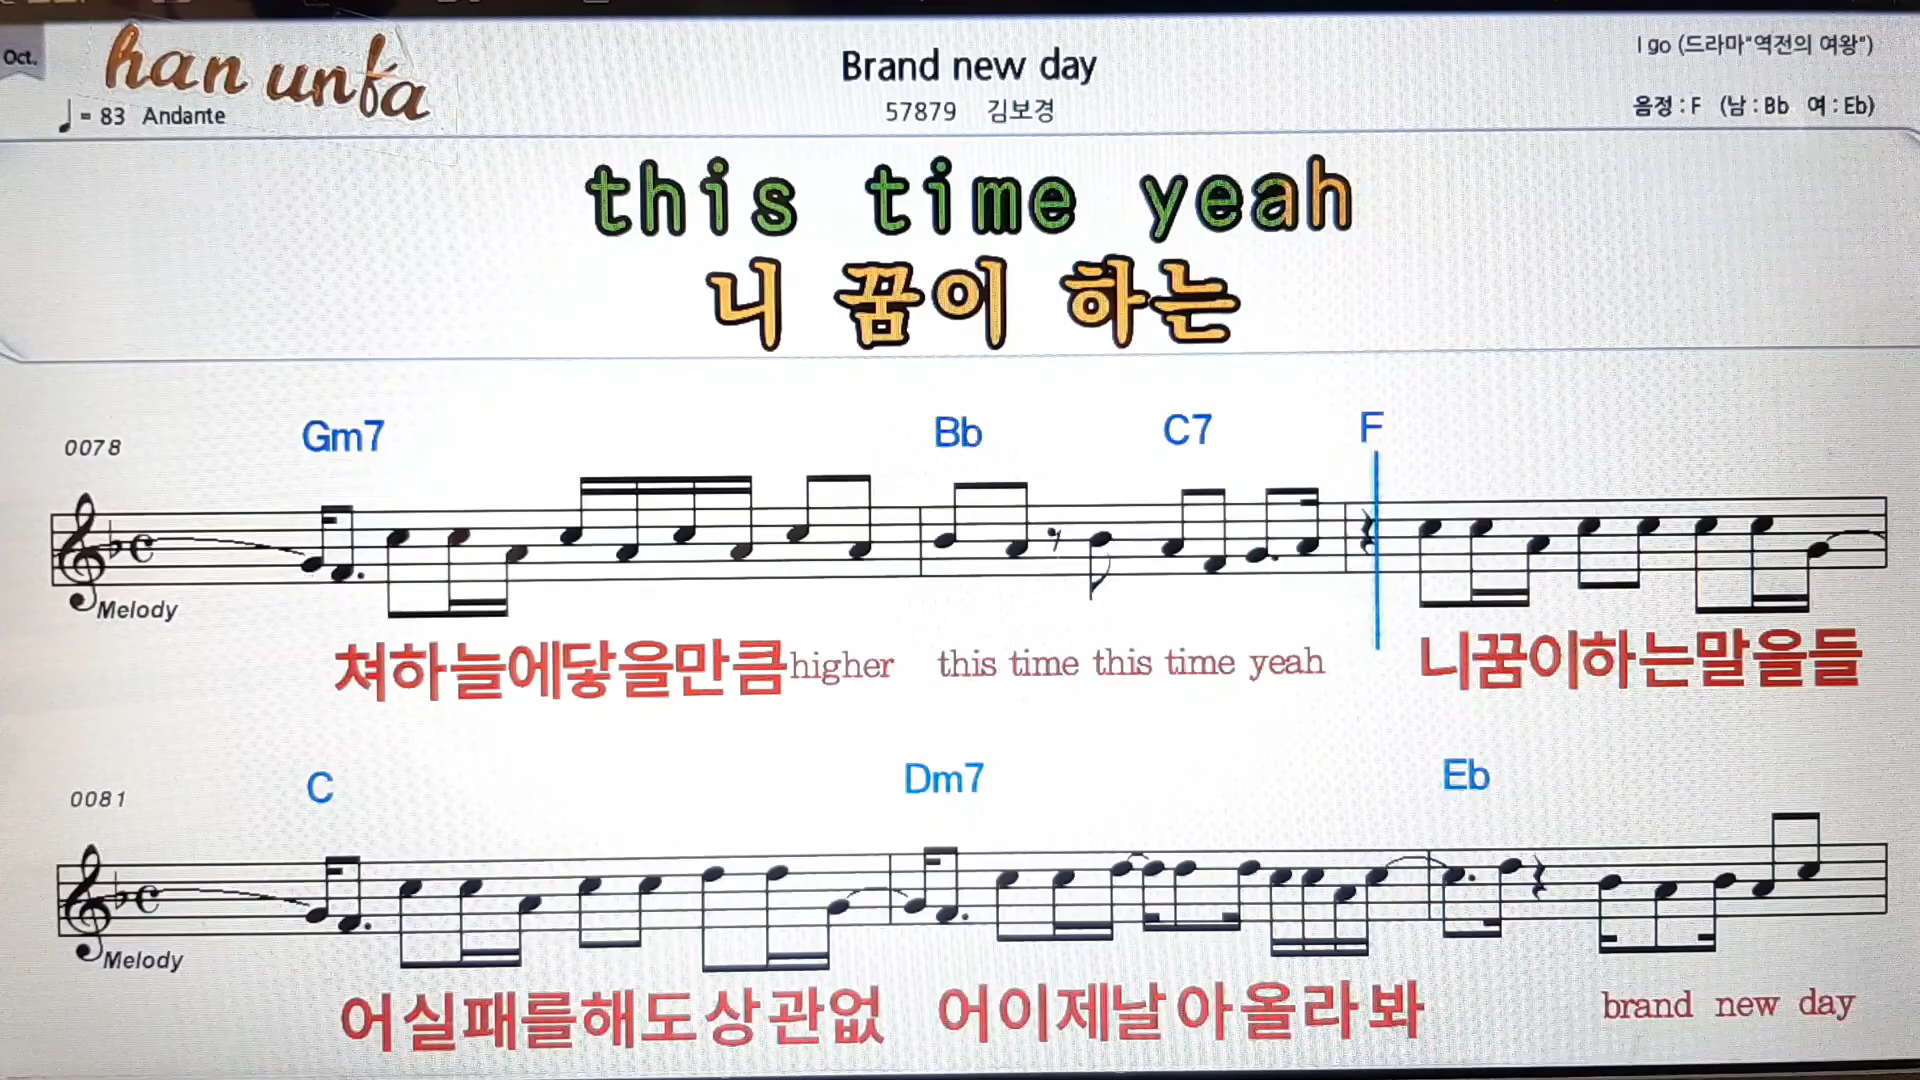 Oct.
han unfa
= 83 Andante
Brand new day
57879 김보경
I go (드라마"역전의 여왕")
음정 : F (남 : Bb 여 : Eb)
this time yeah
니 꿈이 하는
0078
Gm7 Bb C7 F
Melody
쳐하늘에닿을만큼higher this time this time yeah 니꿈이하는말을들
0081
C Dm7 Eb
Melody
어실패를해도상관없 어이제날아올라봐 brand new day